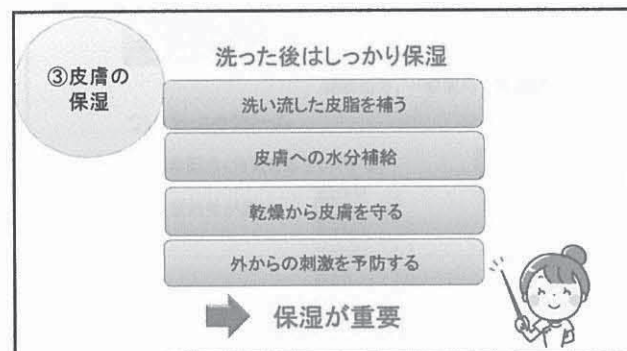 ③皮膚の
保湿
洗った後はしっかり保湿
洗い流した皮脂を補う
皮膚への水分補給
乾燥から皮膚を守る
外からの刺激を予防する
保湿が重要